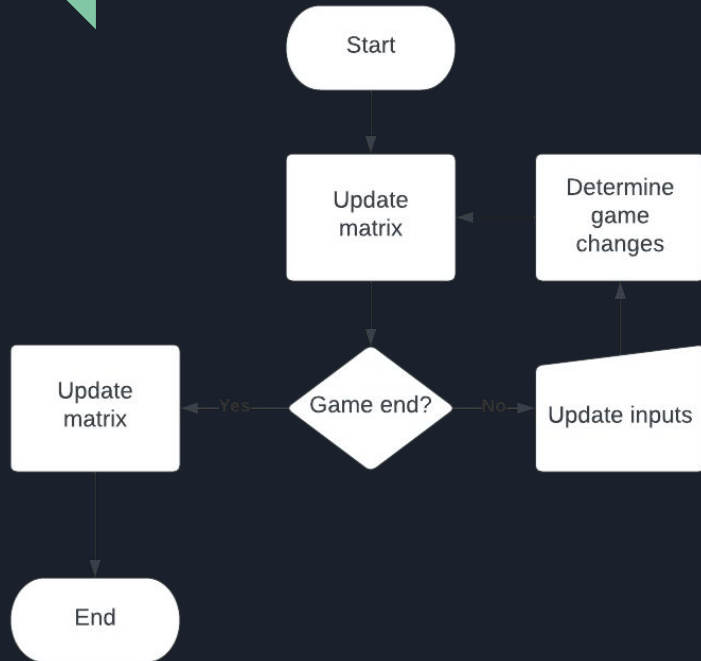 Start
Update
matrix
Determine
game
changes
Update
matrix
Yes
Game end?
No
Update inputs
End